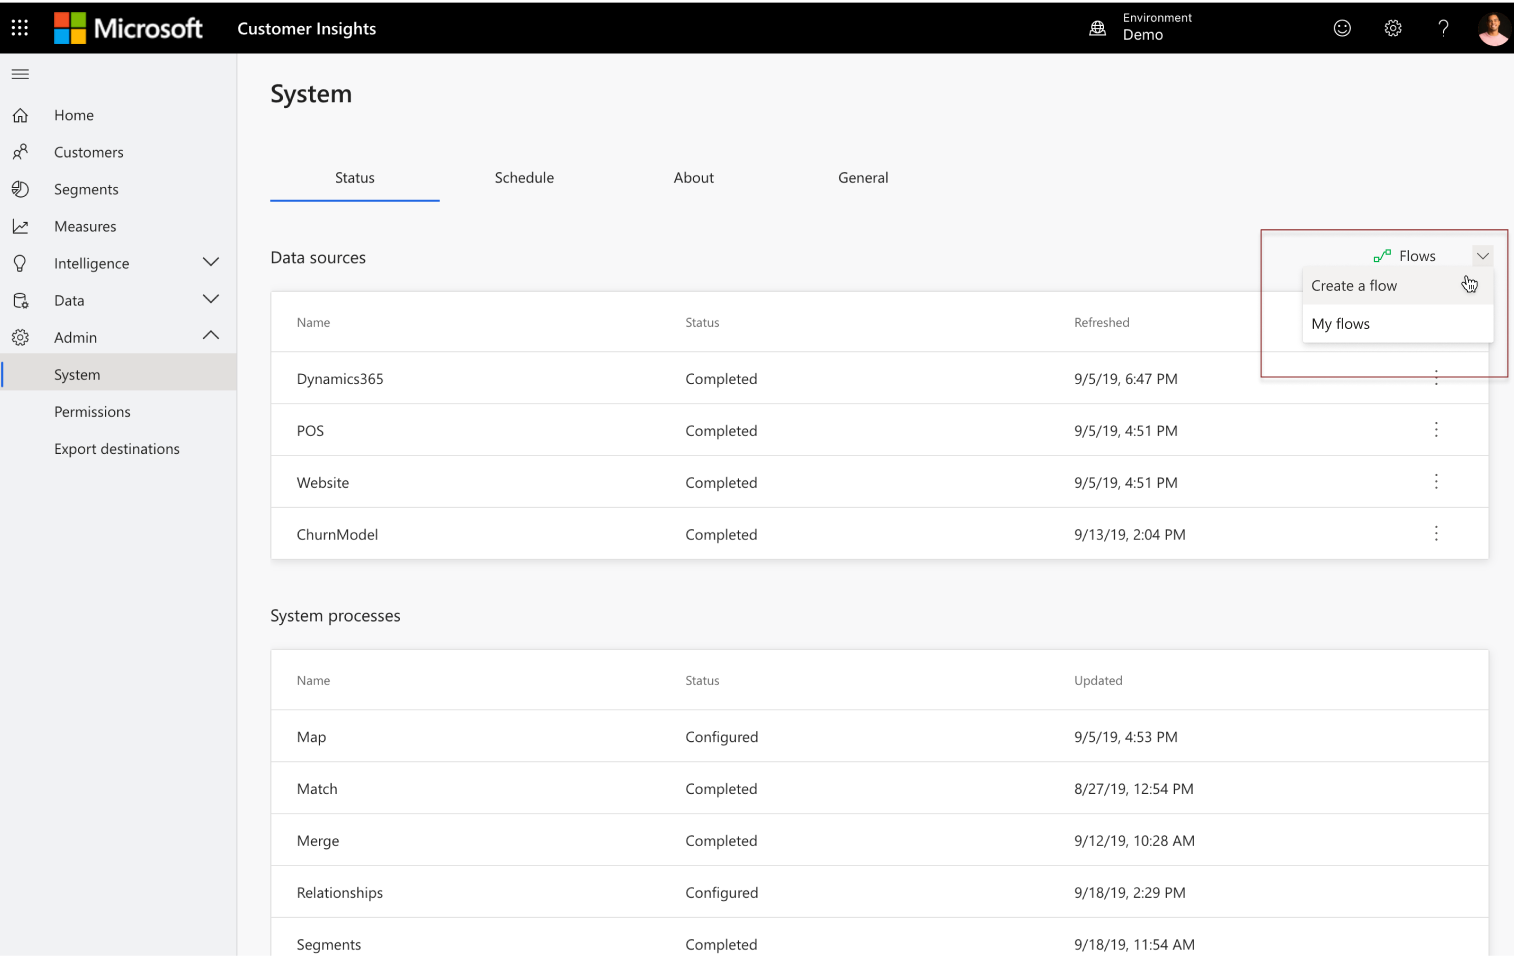 Microsoft
Customer Insights
Environment
Demo
?
System
Home
Customers
Segments
Measures
Intelligence
Data
Admin
System
Permissions
Export destinations
Status Schedule About General
Data sources
Flows
Create a flow
My flows
Name Status Refreshed
Dynamics365 Completed 9/5/19, 6:47 PM
POS Completed 9/5/19, 4:51 PM
Website Completed 9/5/19, 4:51 PM
ChurnModel Completed 9/13/19, 2:04 PM
System processes
Name Status Updated
Map Configured 9/5/19, 4:53 PM
Match Completed 8/27/19, 12:54 PM
Merge Completed 9/12/19, 10:28 AM
Relationships Configured 9/18/19, 2:29 PM
Segments Completed 9/18/19, 11:54 AM